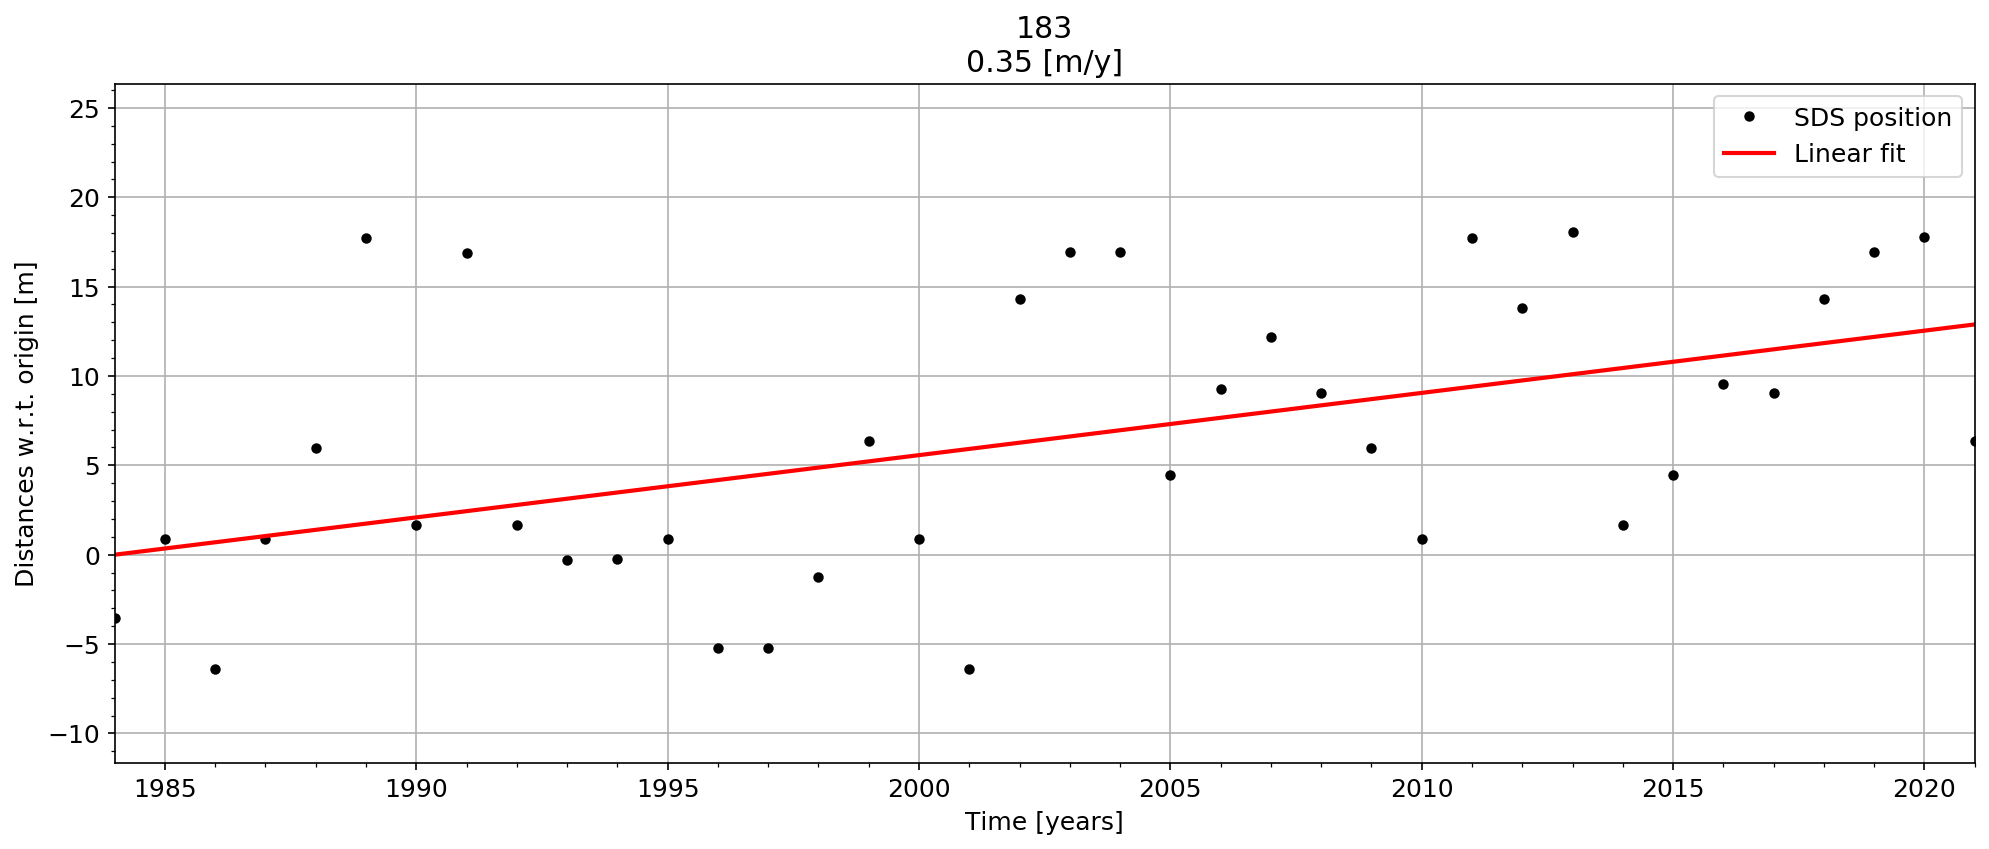 183
0.35 [m/y]
25
20
15
10
5
0
−5
−10
Distances w.r.t. origin [m]
SDS position
Linear fit
1985 1990 1995 2000 2005 2010 2015 2020
Time [years]